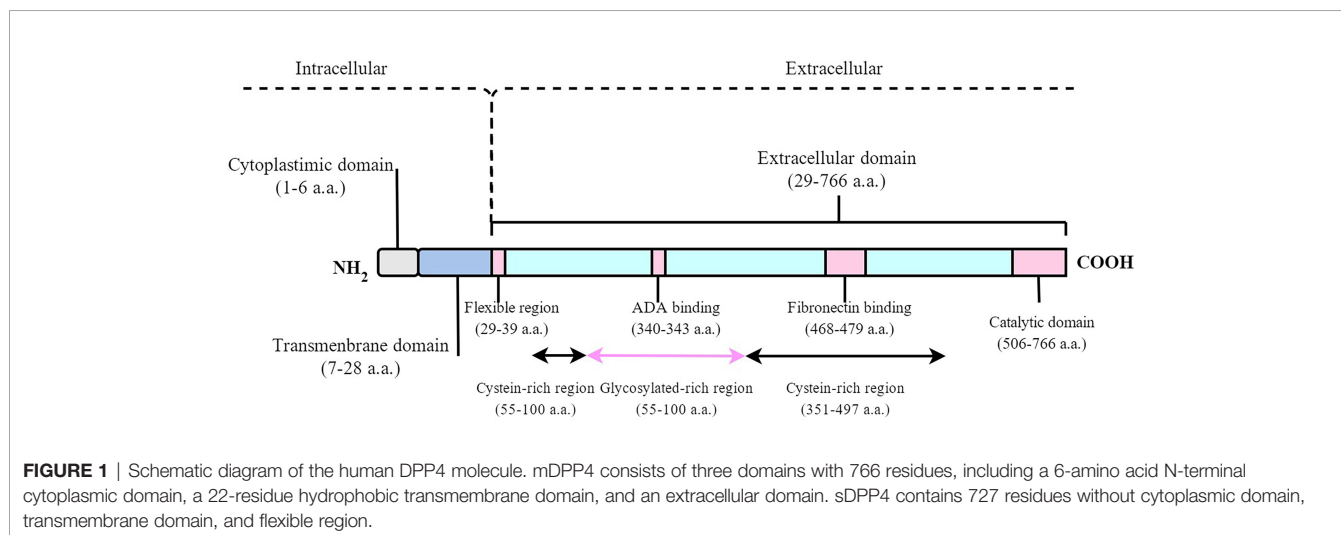 Intracellular
Extracellular
Cytoplastimic domain
(1-6 a.a.)
Extracellular domain
(29-766 a.a.)
NH2
COOH
Flexible region
(29-39 a.a.)
ADA binding
(340-343 a.a.)
Fibronectin binding
(468-479 a.a.)
Catalytic domain
(506-766 a.a.)
Transmenbrane domain
(7-28 a.a.)
Cystein-rich region
(55-100 a.a.)
Glycosylated-rich region
(55-100 a.a.)
Cystein-rich region
(351-497 a.a.)
FIGURE 1 | Schematic diagram of the human DPP4 molecule. mDPP4 consists of three domains with 766 residues, including a 6-amino acid N-terminal
cytoplasmic domain, a 22-residue hydrophobic transmembrane domain, and an extracellular domain. sDPP4 contains 727 residues without cytoplasmic domain,
transmembrane domain, and flexible region.